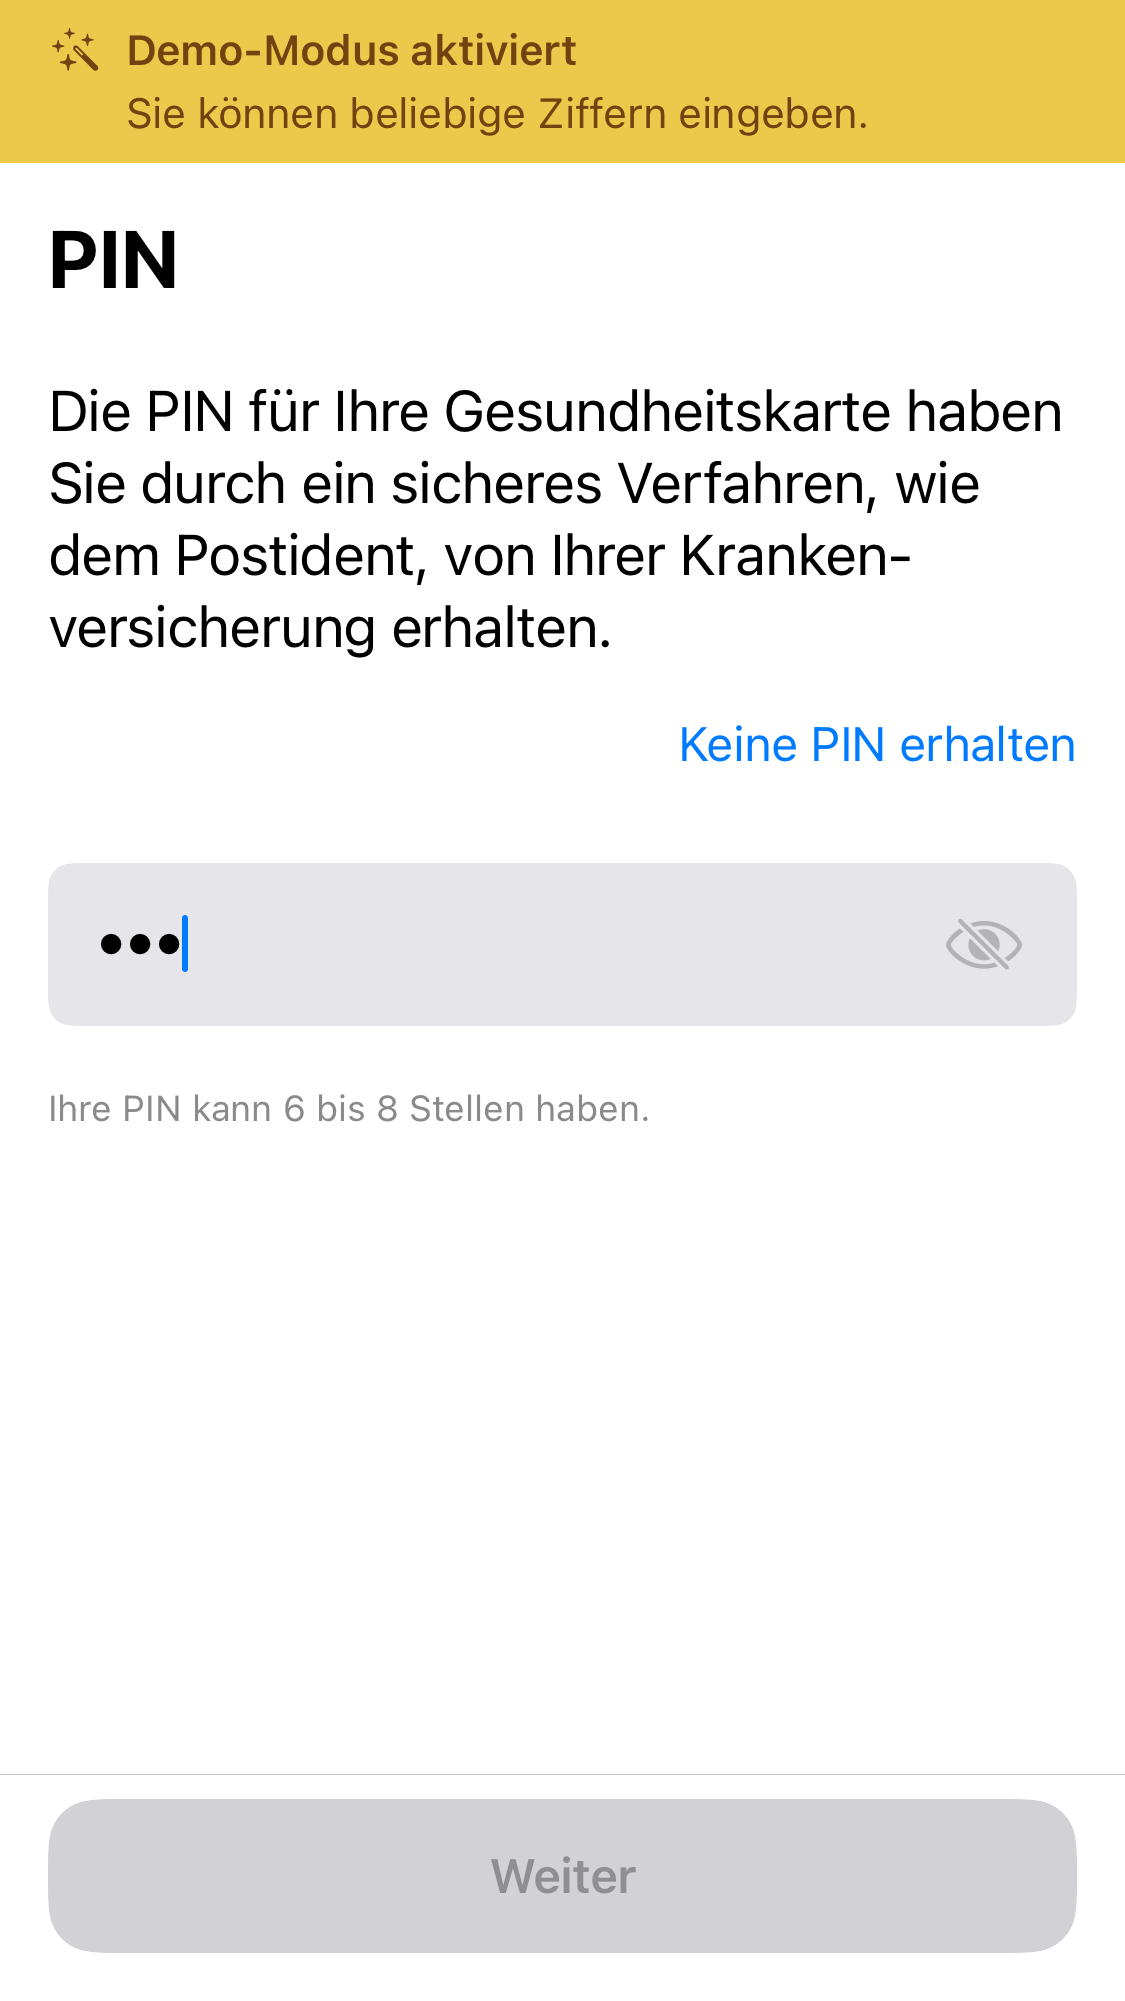 Demo-Modus aktiviert
Sie können beliebige Ziffern eingeben.
PIN
Die PIN für Ihre Gesundheitskarte haben
Sie durch ein sicheres Verfahren, wie
dem Postident, von Ihrer Kranken-
versicherung erhalten.
Keine PIN erhalten
•••
Ihre PIN kann 6 bis 8 Stellen haben.
Weiter